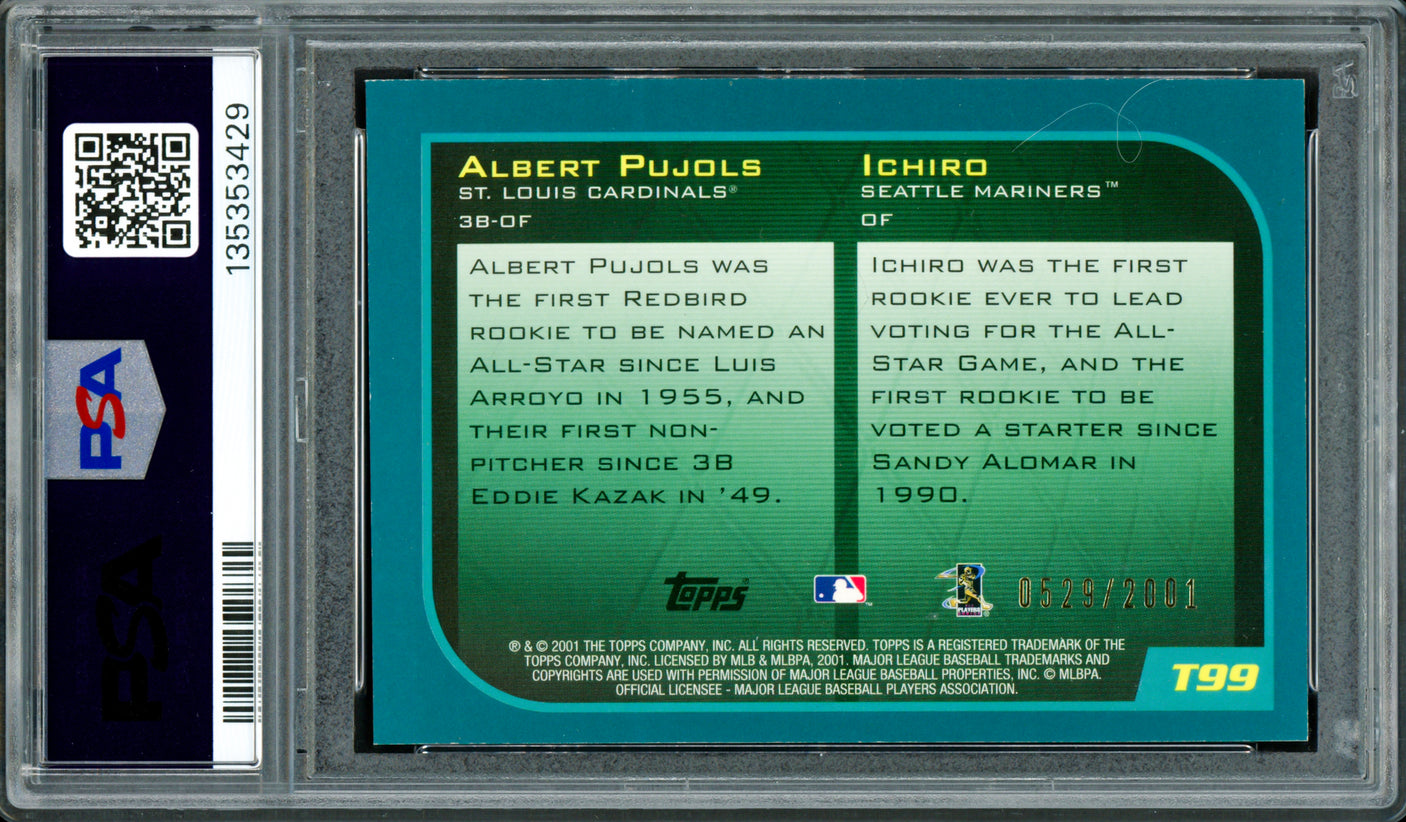 135353429
PSA
PSA
ALBERT PUJOLS
ST. LOUIS CARDINALS®
3B-OF
ALBERT PUJOLS WAS
THE FIRST REDBIRD
ROOKIE TO BE NAMED AN
ALL-STAR SINCE LUIS
ARROYO IN 1955, AND
THEIR FIRST NON-
PITCHER SINCE 3B
EDDIE KAZAK IN '49.
ICHIRO
SEATTLE MARINERS™
OF
ICHIRO WAS THE FIRST
ROOKIE EVER TO LEAD
VOTING FOR THE ALL-
STAR GAME, AND THE
FIRST ROOKIE TO BE
VOTED A STARTER SINCE
SANDY ALOMAR IN
1990.
Topps®
PLAYERS
0529/2001
® & © 2001 THE TOPPS COMPANY, INC. ALL RIGHTS RESERVED. TOPPS IS A REGISTERED TRADEMARK OF THE
TOPPS COMPANY, INC. LICENSED BY MLB & MLBPA, 2001. MAJOR LEAGUE BASEBALL TRADEMARKS AND
COPYRIGHTS ARE USED WITH PERMISSION OF MAJOR LEAGUE BASEBALL PROPERTIES, INC. © MLBPA.
OFFICIAL LICENSEE - MAJOR LEAGUE BASEBALL PLAYERS ASSOCIATION.
T99